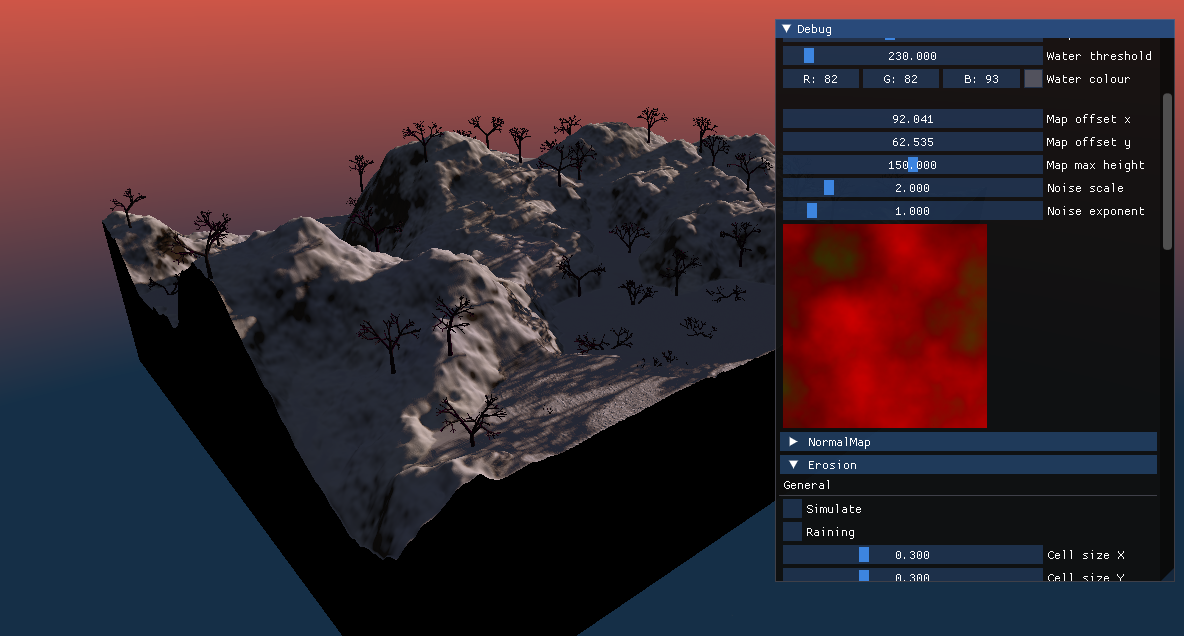 Debug
230.000 Water threshold
R: 82 G: 82 B: 93 Water colour
92.041 Map offset x
62.535 Map offset y
150.000 Map max height
2.000 Noise scale
1.000 Noise exponent
NormalMap
Erosion
General
Simulate
Raining
0.300 Cell size X
0.300 Cell size Y